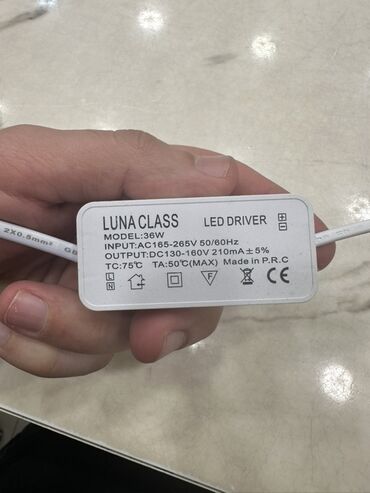 LUNA CLASS LED DRIVER
MODEL:36W
INPUT:AC165-265V 50/60Hz
OUTPUT:DC130-160V 210mA ±5%
TC:75℃ TA:50℃(MAX) Made in P.R.C
L
N
F
CE
2X0.5mm² GB